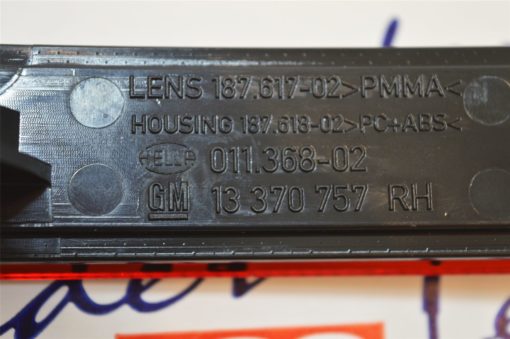 LENS 187.617-02 >PMMA<
HOUSING 187.618-02 >PC+ABS<
HELLA 011.368-02
GM 13 370 757 RH